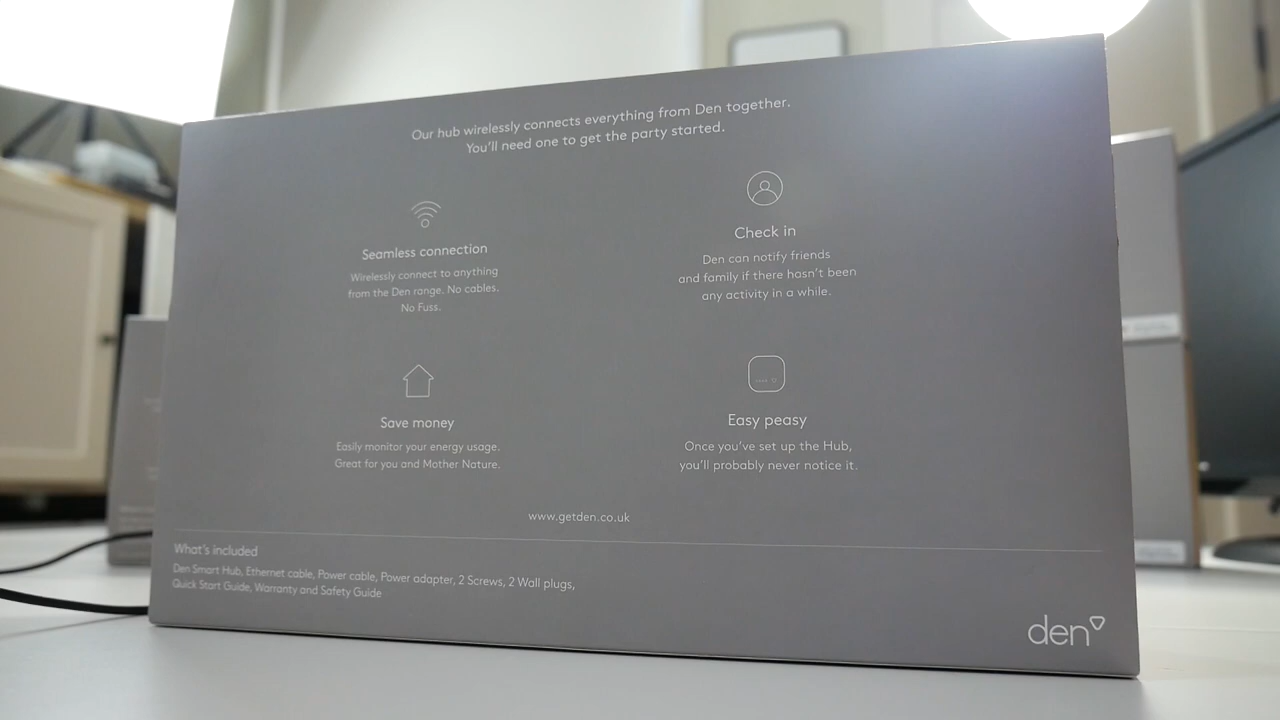 Our hub wirelessly connects everything from Den together.
You'll need one to get the party started.
Seamless connection
Wirelessly connect to anything
from the Den range. No cables.
No Fuss.
Check in
Den can notify friends
and family if there hasn't been
any activity in a while.
Save money
Easily monitor your energy usage.
Great for you and Mother Nature.
Easy peasy
Once you've set up the Hub,
you'll probably never notice it.
www.getden.co.uk
What's included
Den Smart Hub, Ethernet cable, Power cable, Power adapter, 2 Screws, 2 Wall plugs,
Quick Start Guide, Warranty and Safety Guide
den